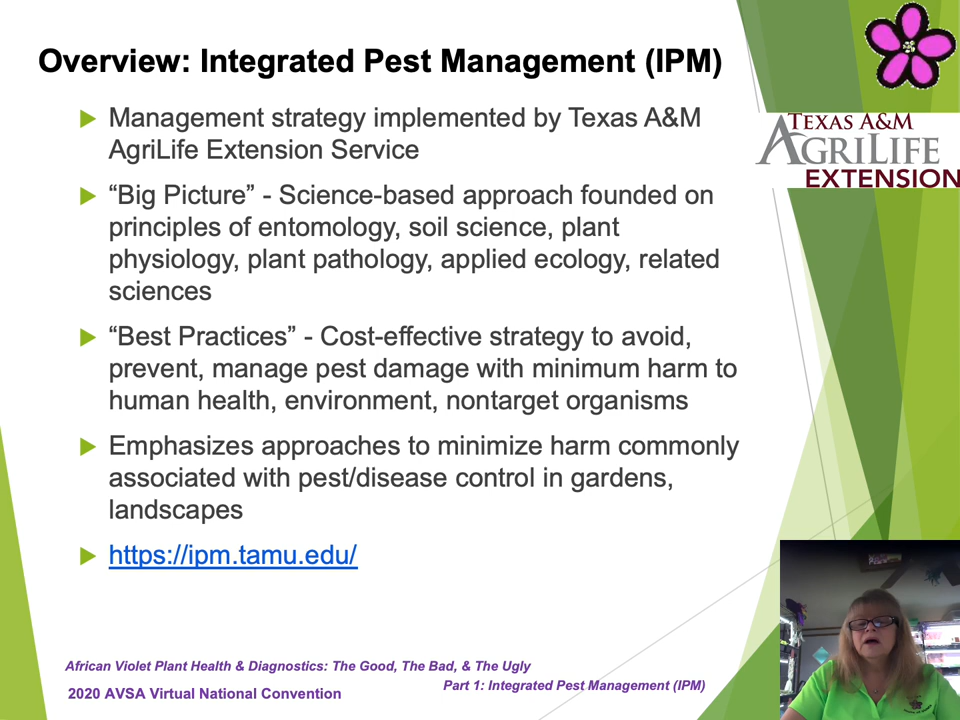 Overview: Integrated Pest Management (IPM)
Management strategy implemented by Texas A&M
AgriLife Extension Service
“Big Picture” - Science-based approach founded on
principles of entomology, soil science, plant
physiology, plant pathology, applied ecology, related
sciences
“Best Practices” - Cost-effective strategy to avoid,
prevent, manage pest damage with minimum harm to
human health, environment, nontarget organisms
Emphasizes approaches to minimize harm commonly
associated with pest/disease control in gardens,
landscapes
https://ipm.tamu.edu/
TEXAS A&M
AGRILIFE
EXTENSION
African Violet Plant Health & Diagnostics: The Good, The Bad, & The Ugly
Part 1: Integrated Pest Management (IPM)
2020 AVSA Virtual National Convention